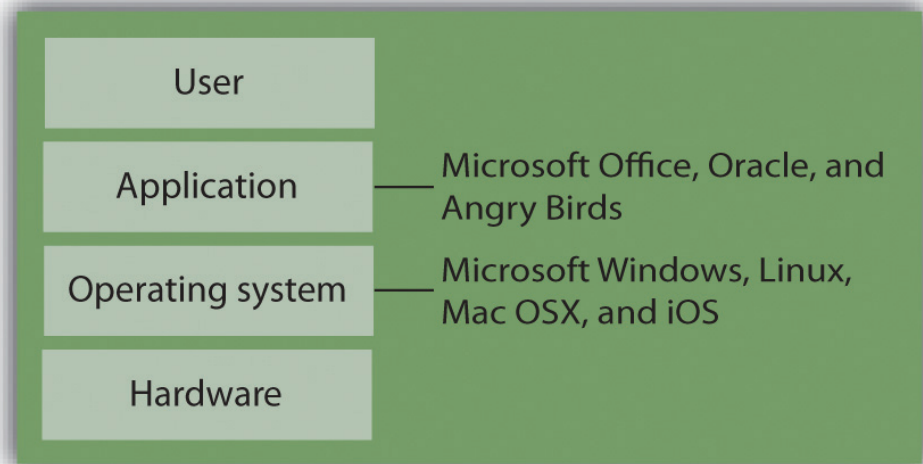 User
Application
Microsoft Office, Oracle, and
Angry Birds
Operating system
Microsoft Windows, Linux,
Mac OSX, and iOS
Hardware